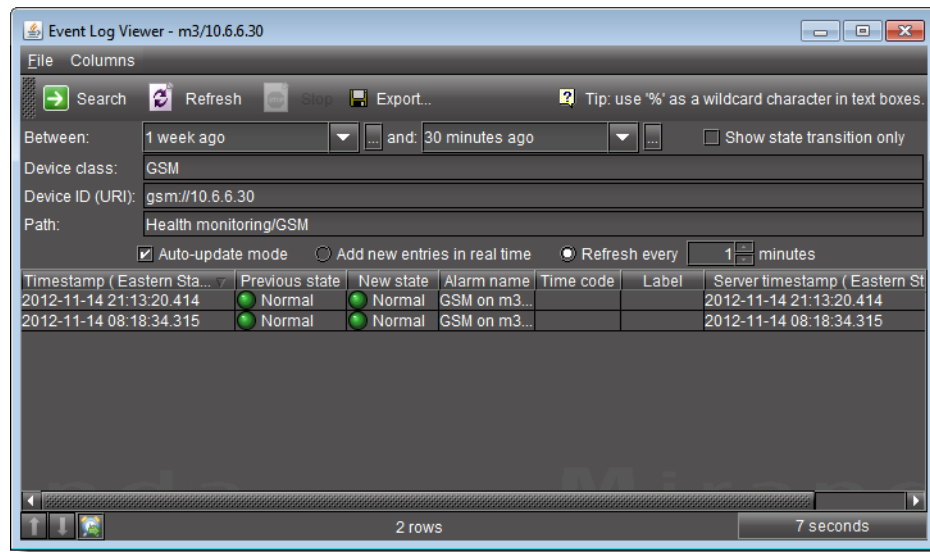 Event Log Viewer - m3/10.6.6.30
File Columns
Search Refresh Stop Export... Tip: use '%' as a wildcard character in text boxes.
Between: 1 week ago ... and: 30 minutes ago ... Show state transition only
Device class: GSM
Device ID (URI): gsm://10.6.6.30
Path: Health monitoring/GSM
Auto-update mode Add new entries in real time Refresh every 1 minutes
Timestamp ( Eastern Sta... Previous state New state Alarm name Time code Label Server timestamp ( Eastern St
2012-11-14 21:13:20.414 Normal Normal GSM on m3... 2012-11-14 21:13:20.414
2012-11-14 08:18:34.315 Normal Normal GSM on m3... 2012-11-14 08:18:34.315
2 rows 7 seconds